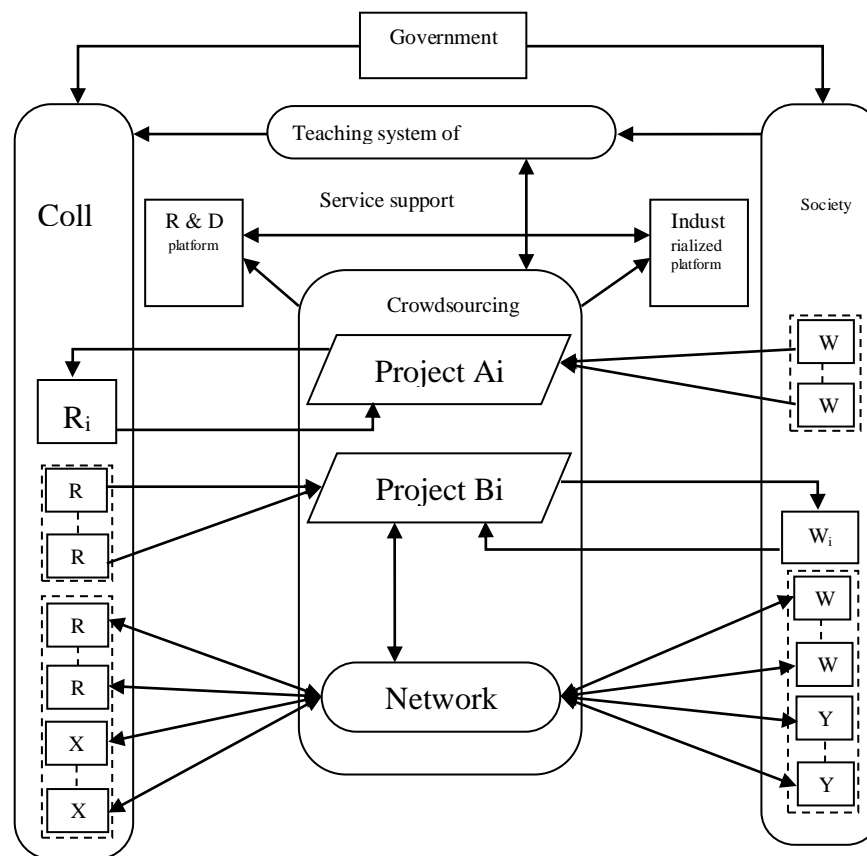 Government
Teaching system of
Coll
Service support
R & D
platform
Indust
rialized
platform
Society
Crowdsourcing
Project Ai
W
W
Ri
Project Bi
R
R
Wi
R
R
X
X
Network
W
W
Y
Y